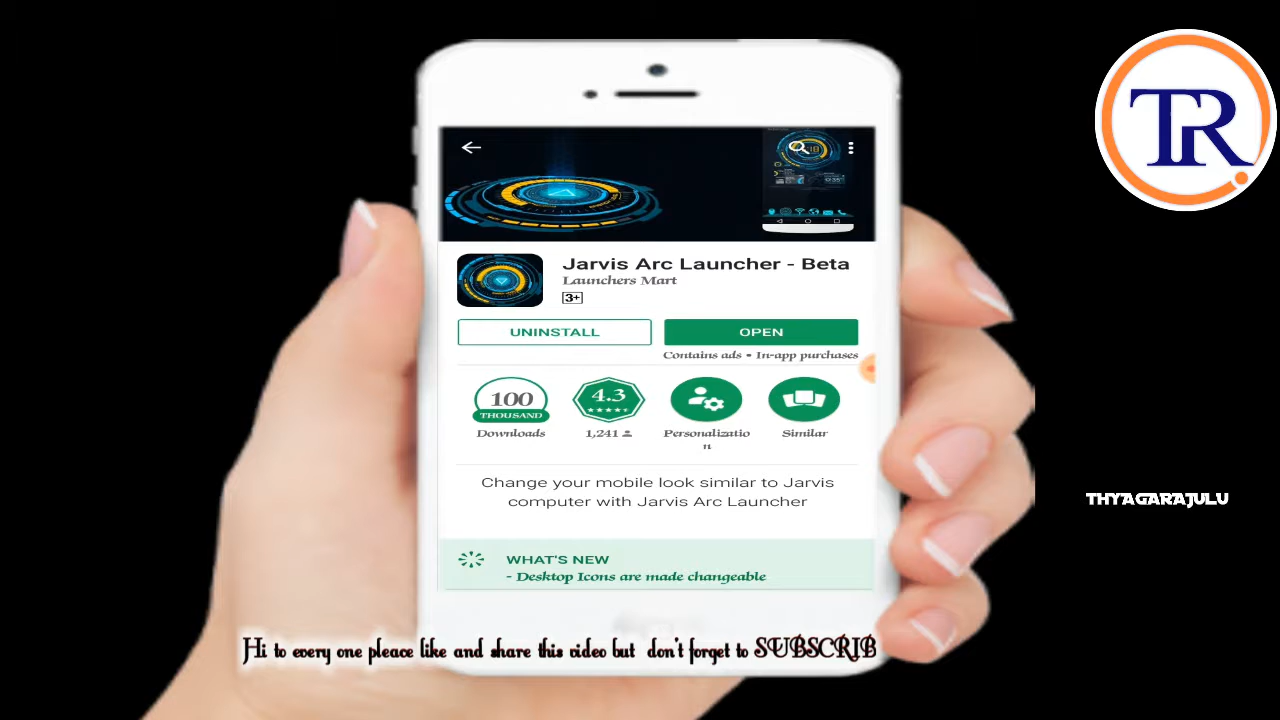 TR
Jarvis Arc Launcher - Beta
Launchers Mart
3+
UNINSTALL
OPEN
Contains ads • In-app purchases
100
THOUSAND
Downloads
4.3
1,241
Personalizatio
n
Similar
Change your mobile look similar to Jarvis
computer with Jarvis Arc Launcher
WHAT'S NEW
- Desktop Icons are made changeable
THYAGARAJULU
Hi to every one pleace like and share this video but don't forget to SUBSCRIB